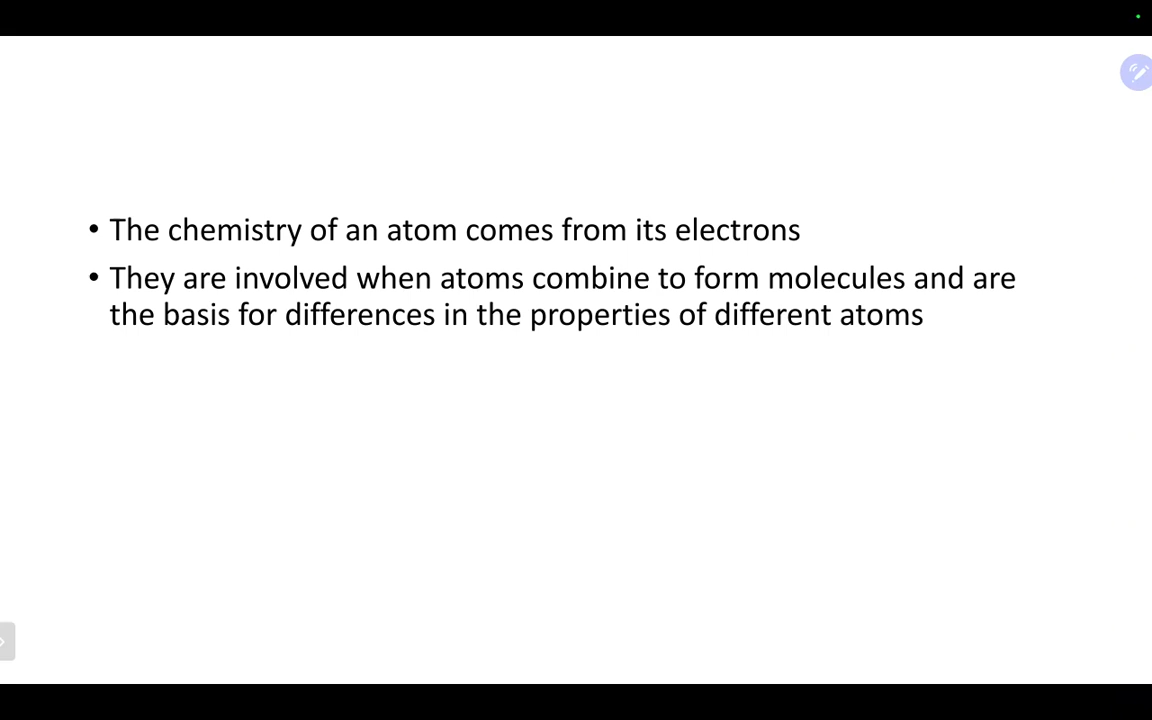 • The chemistry of an atom comes from its electrons
• They are involved when atoms combine to form molecules and are
the basis for differences in the properties of different atoms